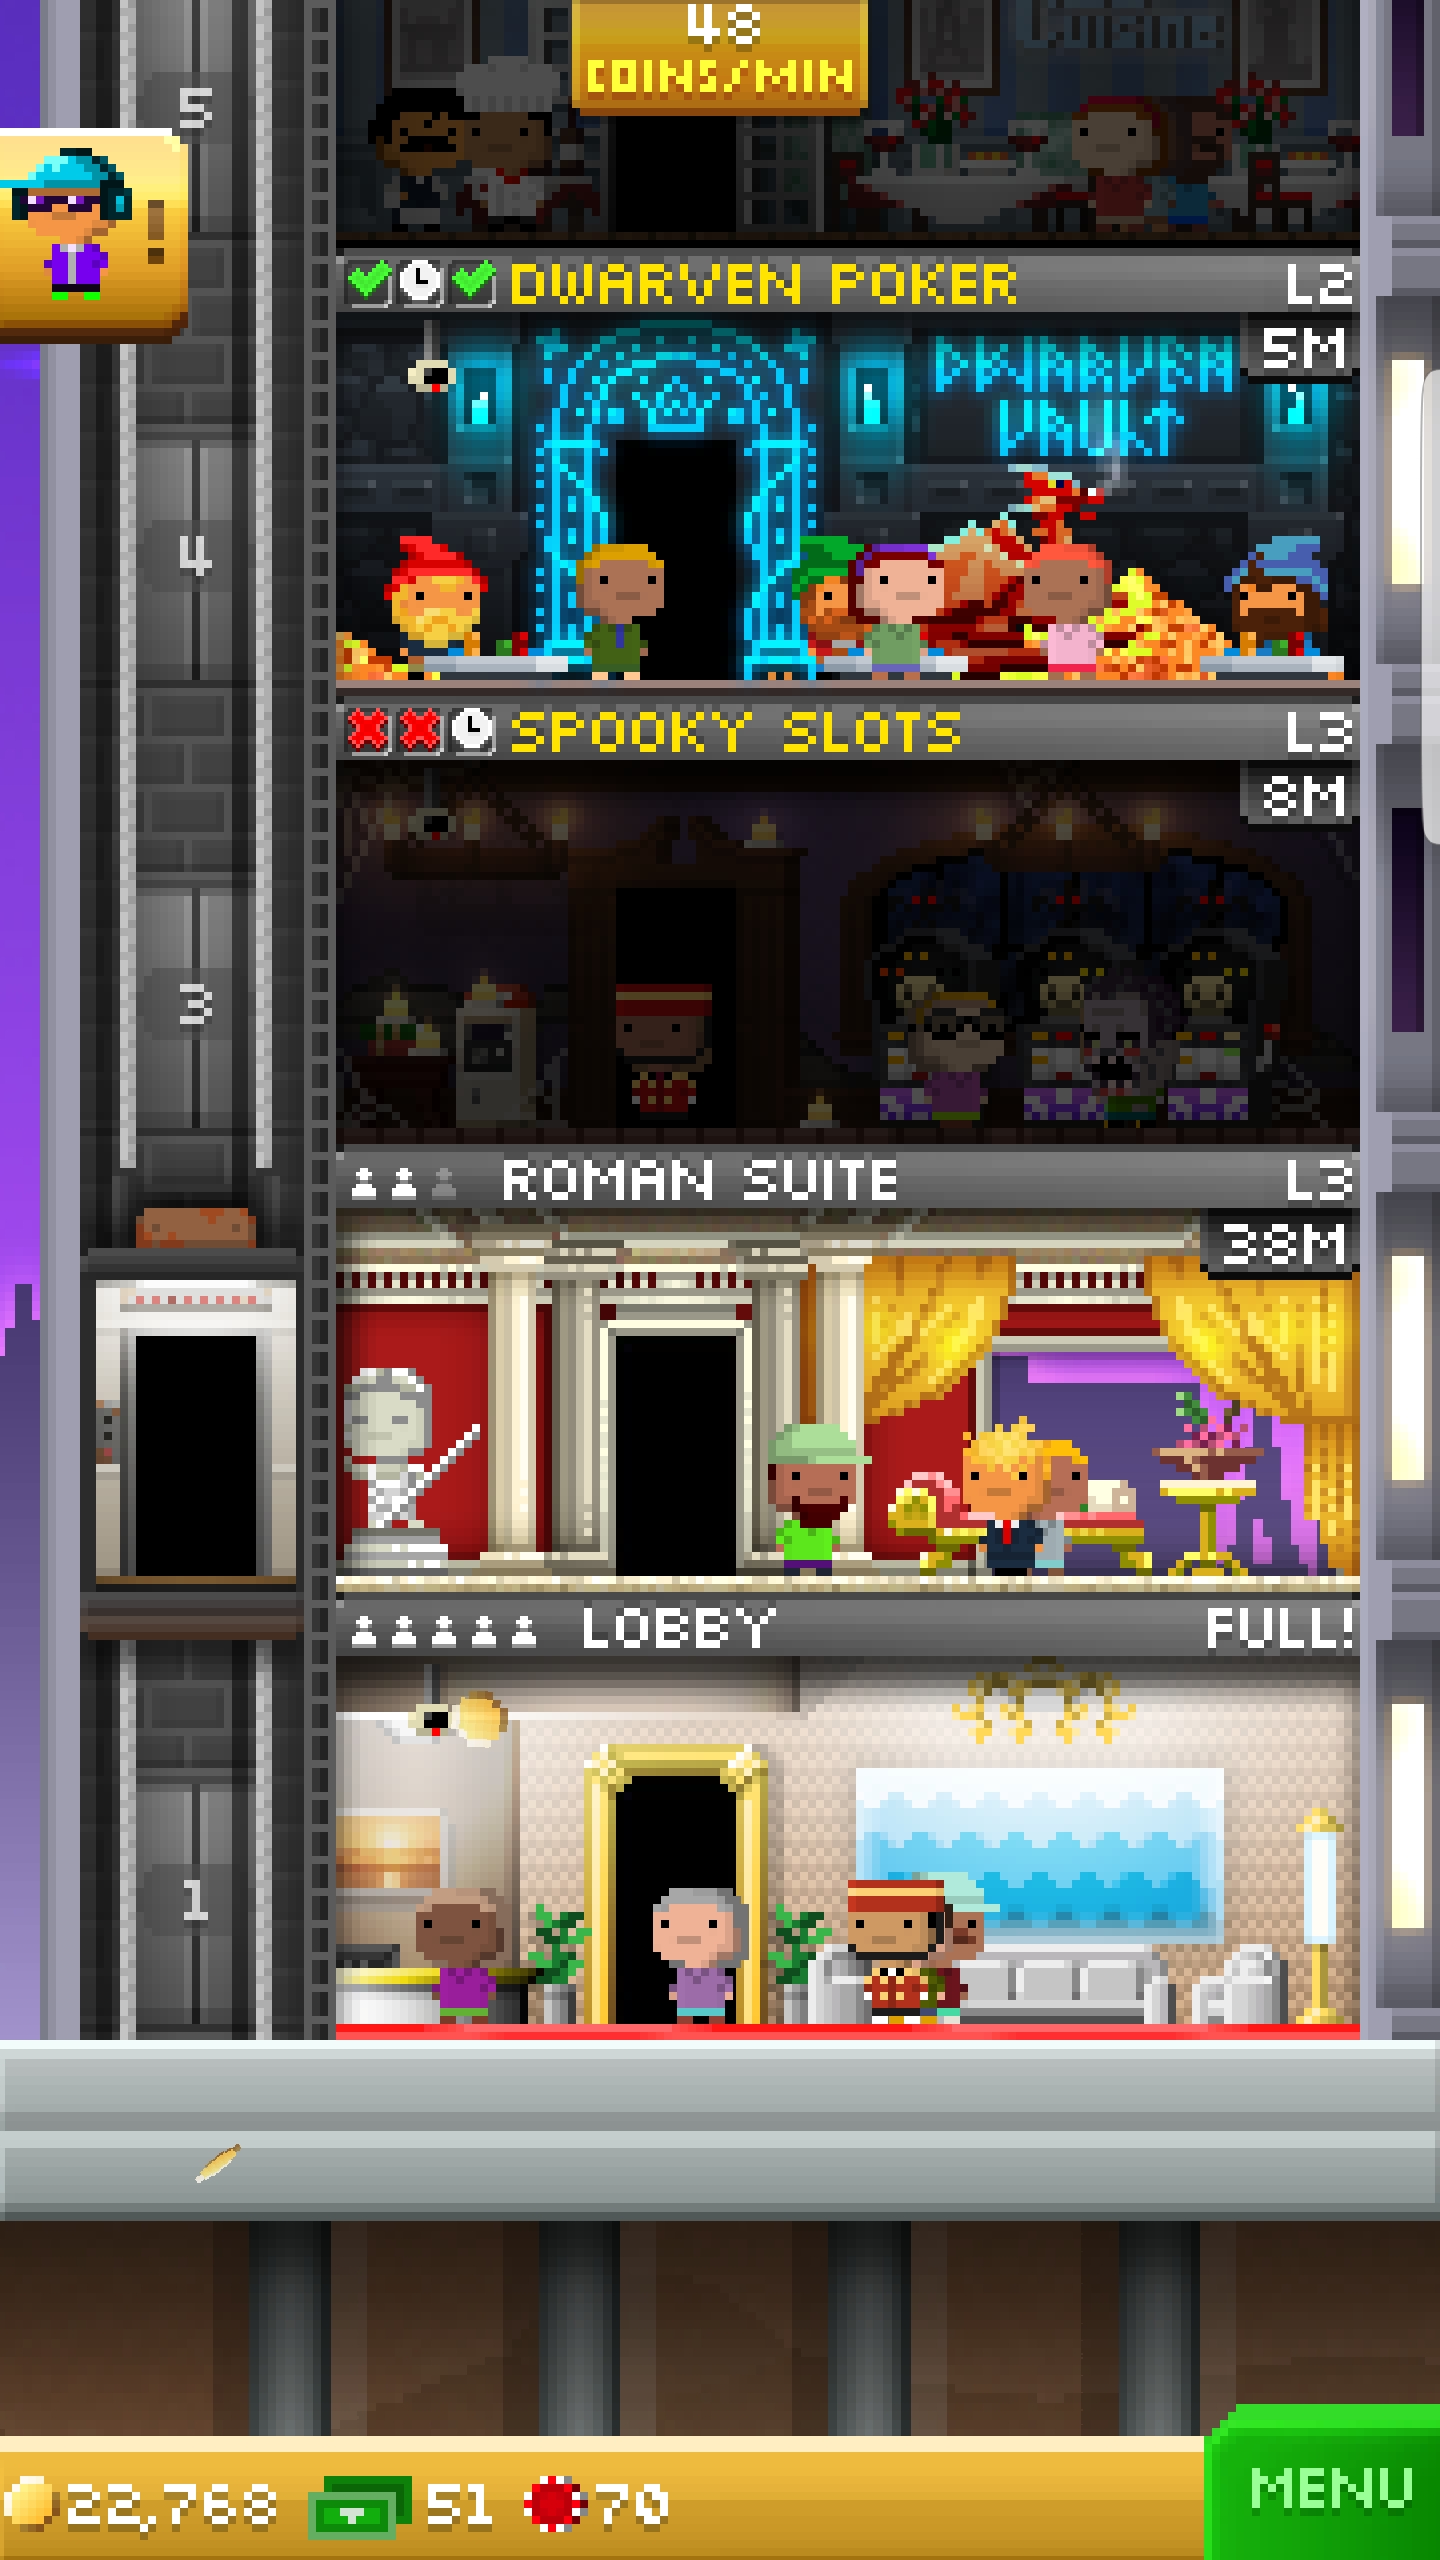 48
COINS/MIN
Cuisine
5
!
DWARVEN POKER L2
5M
DWARVEN
VAULT
4
SPOOKY SLOTS L3
8M
3
ROMAN SUITE L3
38M
LOBBY FULL!
1
22,768 51 70
MENU